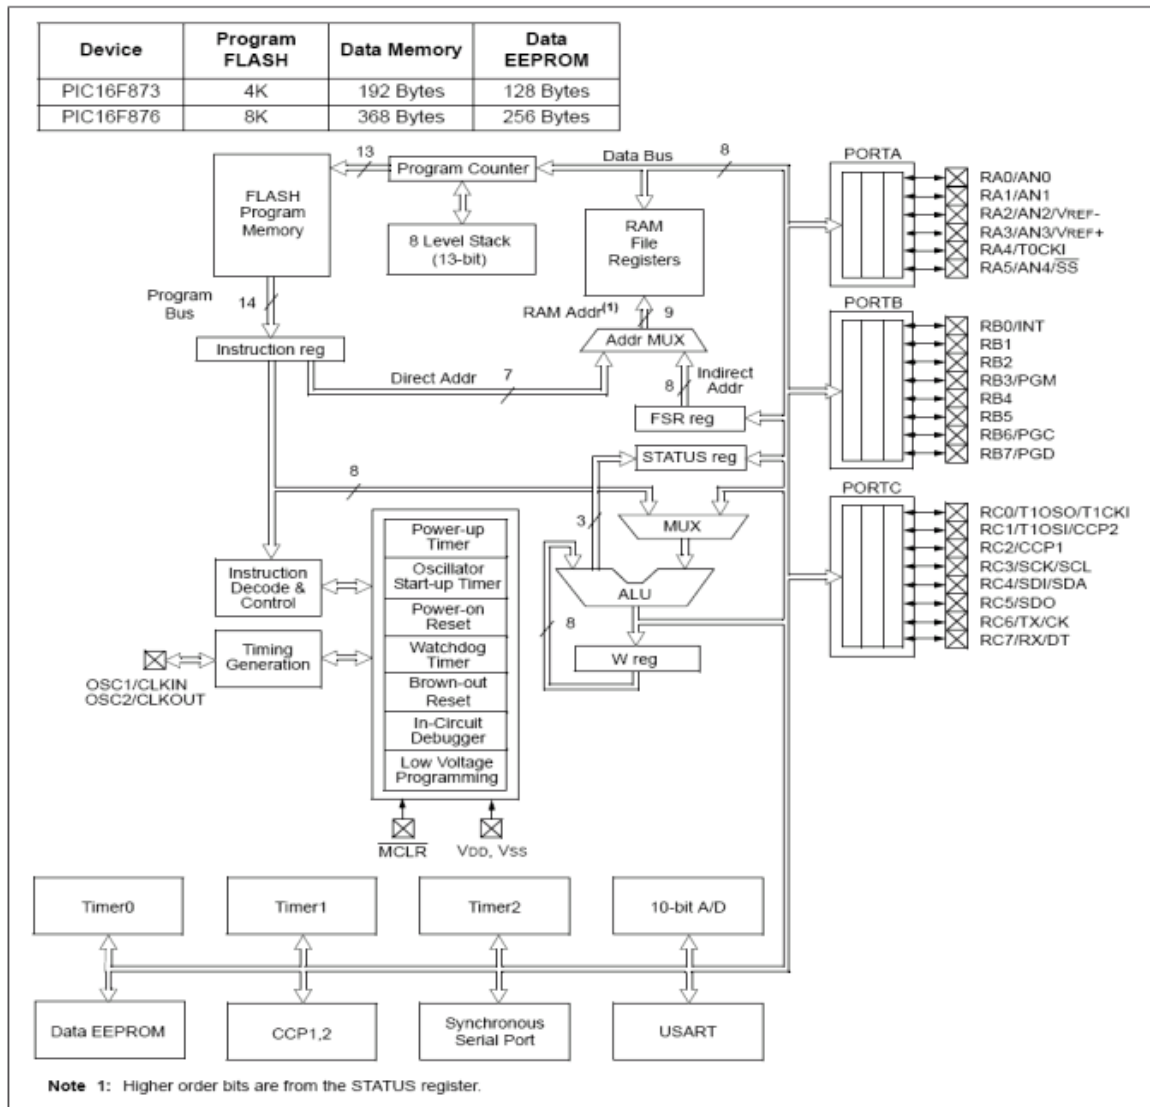 Device Program FLASH Data Memory Data EEPROM
PIC16F873 4K 192 Bytes 128 Bytes
PIC16F876 8K 368 Bytes 256 Bytes
13
Program Counter
Data Bus
8
FLASH
Program
Memory
8 Level Stack
(13-bit)
RAM
File
Registers
Program
Bus
14
RAM Addr(1)
9
Instruction reg
Addr MUX
Direct Addr
7
8
Indirect
Addr
FSR reg
STATUS reg
8
3
MUX
Power-up
Timer
Oscillator
Start-up Timer
Power-on
Reset
Watchdog
Timer
Brown-out
Reset
In-Circuit
Debugger
Low Voltage
Programming
Instruction
Decode &
Control
Timing
Generation
OSC1/CLKIN
OSC2/CLKOUT
ALU
8
W reg
MCLR
VDD, VSS
PORTA
RA0/AN0
RA1/AN1
RA2/AN2/VREF-
RA3/AN3/VREF+
RA4/T0CKI
RA5/AN4/SS
PORTB
RB0/INT
RB1
RB2
RB3/PGM
RB4
RB5
RB6/PGC
RB7/PGD
PORTC
RC0/T1OSO/T1CKI
RC1/T1OSI/CCP2
RC2/CCP1
RC3/SCK/SCL
RC4/SDI/SDA
RC5/SDO
RC6/TX/CK
RC7/RX/DT
Timer0
Timer1
Timer2
10-bit A/D
Data EEPROM
CCP1,2
Synchronous
Serial Port
USART
Note 1: Higher order bits are from the STATUS register.